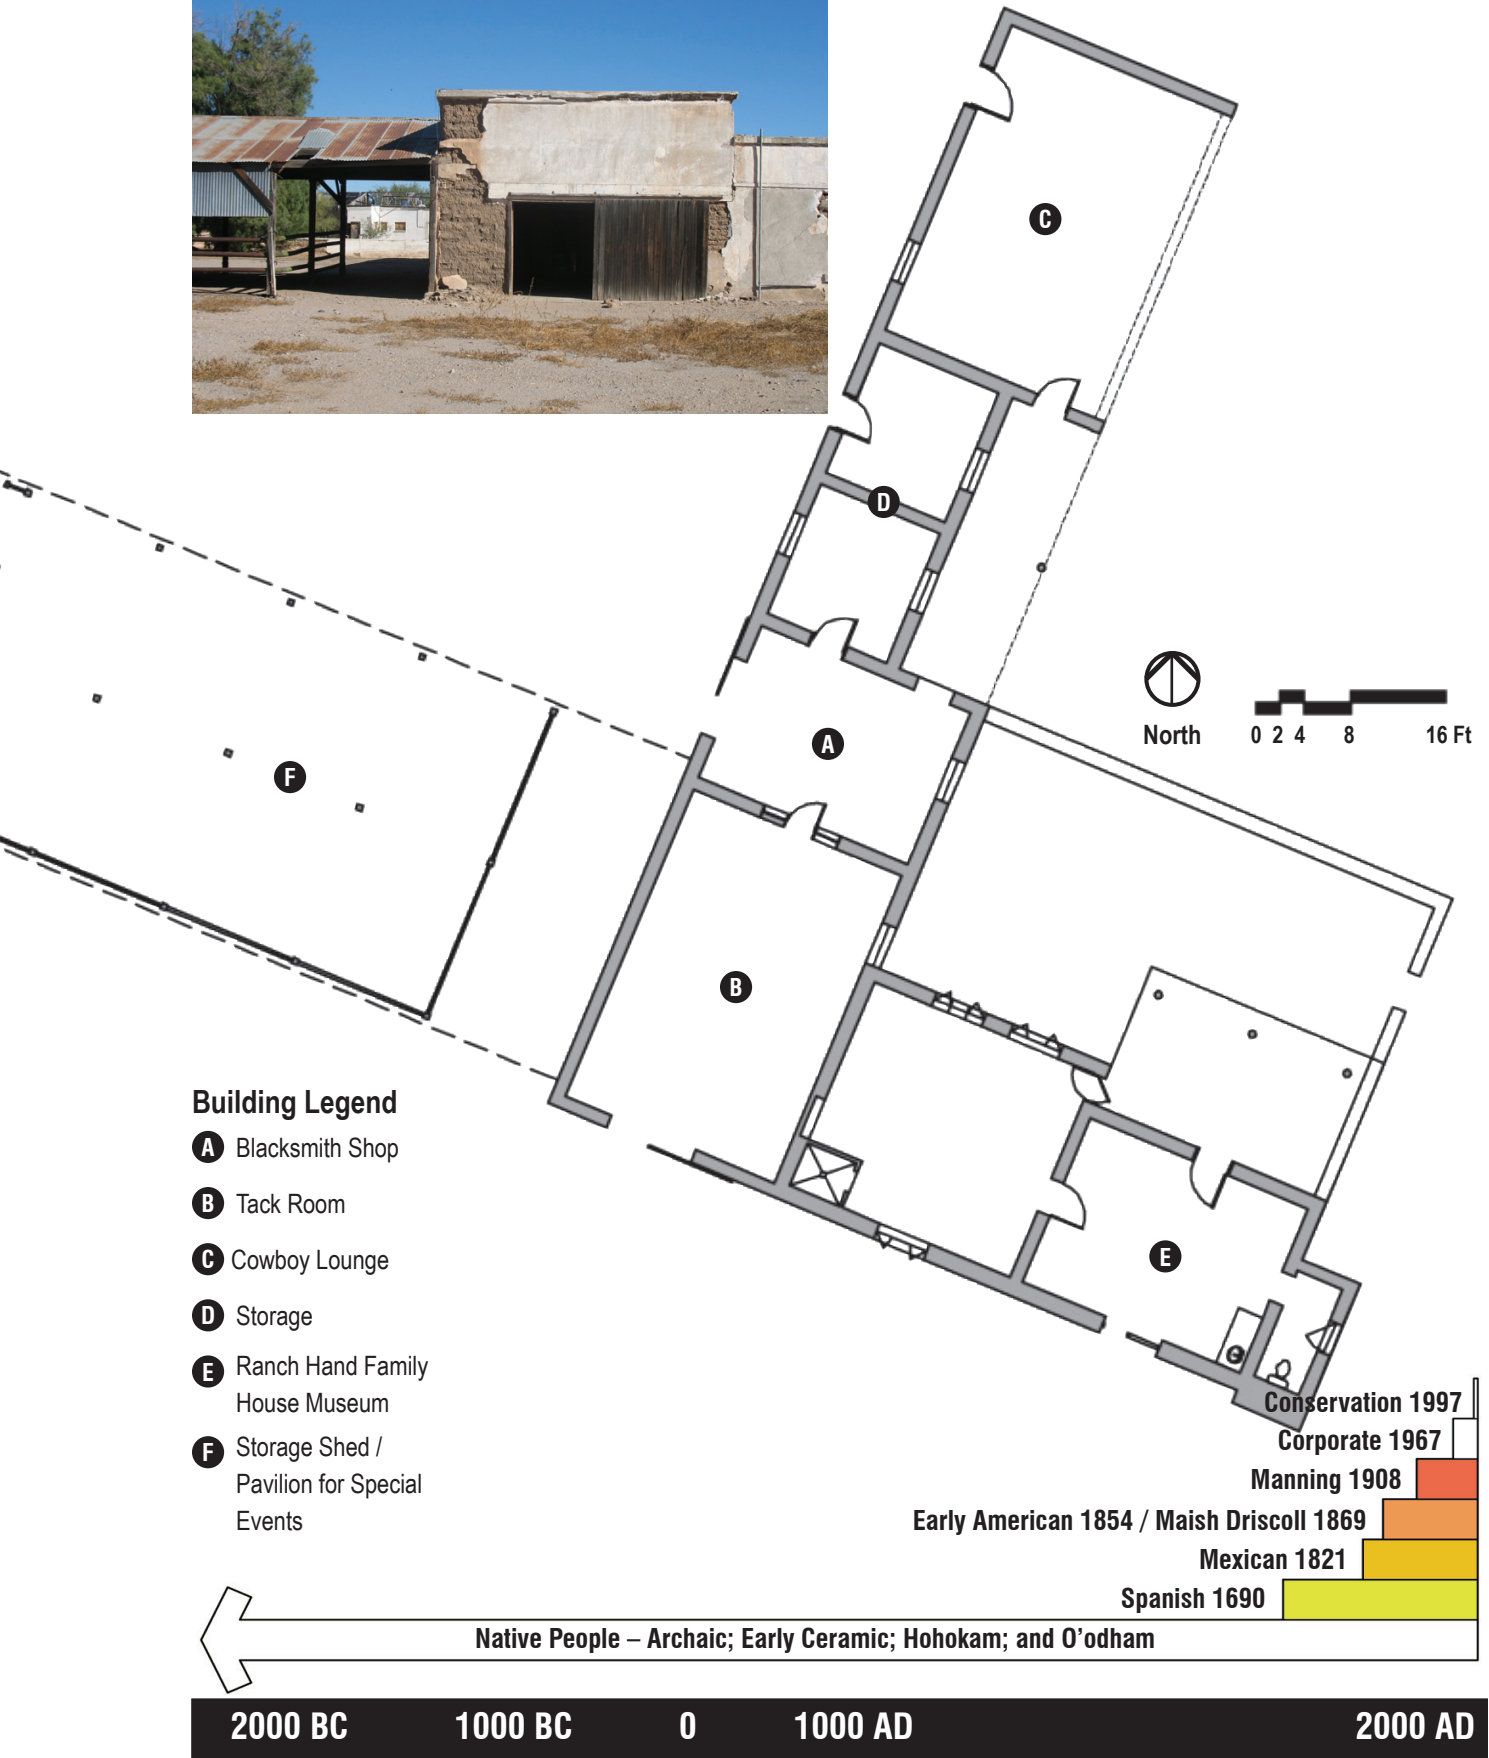 C
D
A
F
B
E
North
0 2 4 8 16 Ft
Building Legend
A Blacksmith Shop
B Tack Room
C Cowboy Lounge
D Storage
E Ranch Hand Family
House Museum
F Storage Shed /
Pavilion for Special
Events
Conservation 1997
Corporate 1967
Manning 1908
Early American 1854 / Maish Driscoll 1869
Mexican 1821
Spanish 1690
Native People – Archaic; Early Ceramic; Hohokam; and O’odham
2000 BC 1000 BC 0 1000 AD 2000 AD